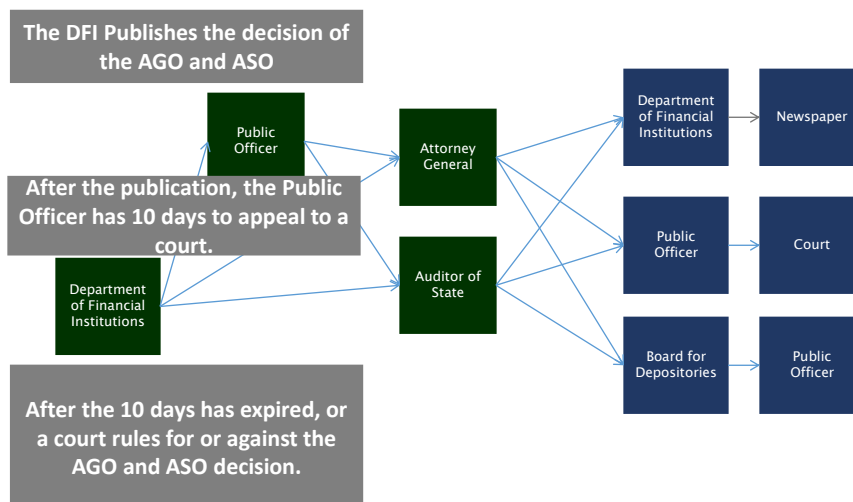 The DFI Publishes the decision of
the AGO and ASO
Public
Officer
Attorney
General
Department
of Financial
Institutions
Newspaper
After the publication, the Public
Officer has 10 days to appeal to a
court.
Department
of Financial
Institutions
Auditor of
State
Public
Officer
Court
Board for
Depositories
Public
Officer
After the 10 days has expired, or
a court rules for or against the
AGO and ASO decision.